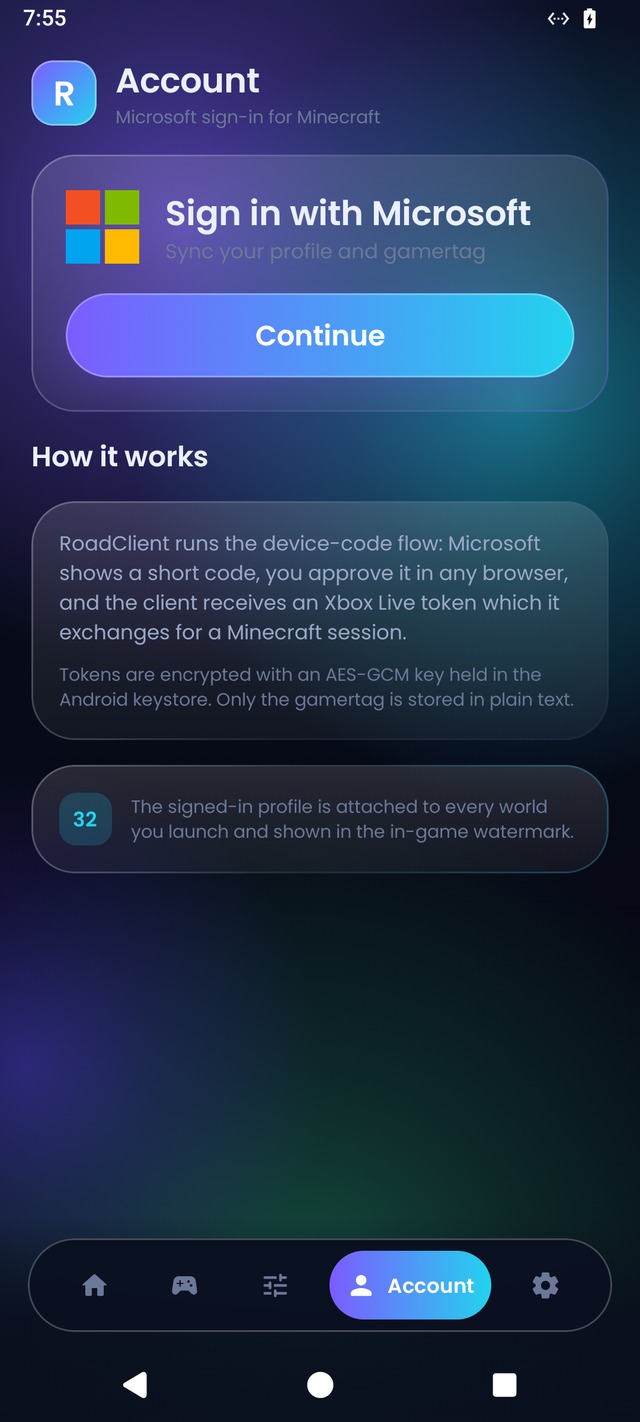 7:55
R
Account
Microsoft sign-in for Minecraft
Sign in with Microsoft
Sync your profile and gamertag
Continue
How it works
RoadClient runs the device-code flow: Microsoft
shows a short code, you approve it in any browser,
and the client receives an Xbox Live token which it
exchanges for a Minecraft session.
Tokens are encrypted with an AES-GCM key held in the
Android keystore. Only the gamertag is stored in plain text.
32
The signed-in profile is attached to every world
you launch and shown in the in-game watermark.
Account